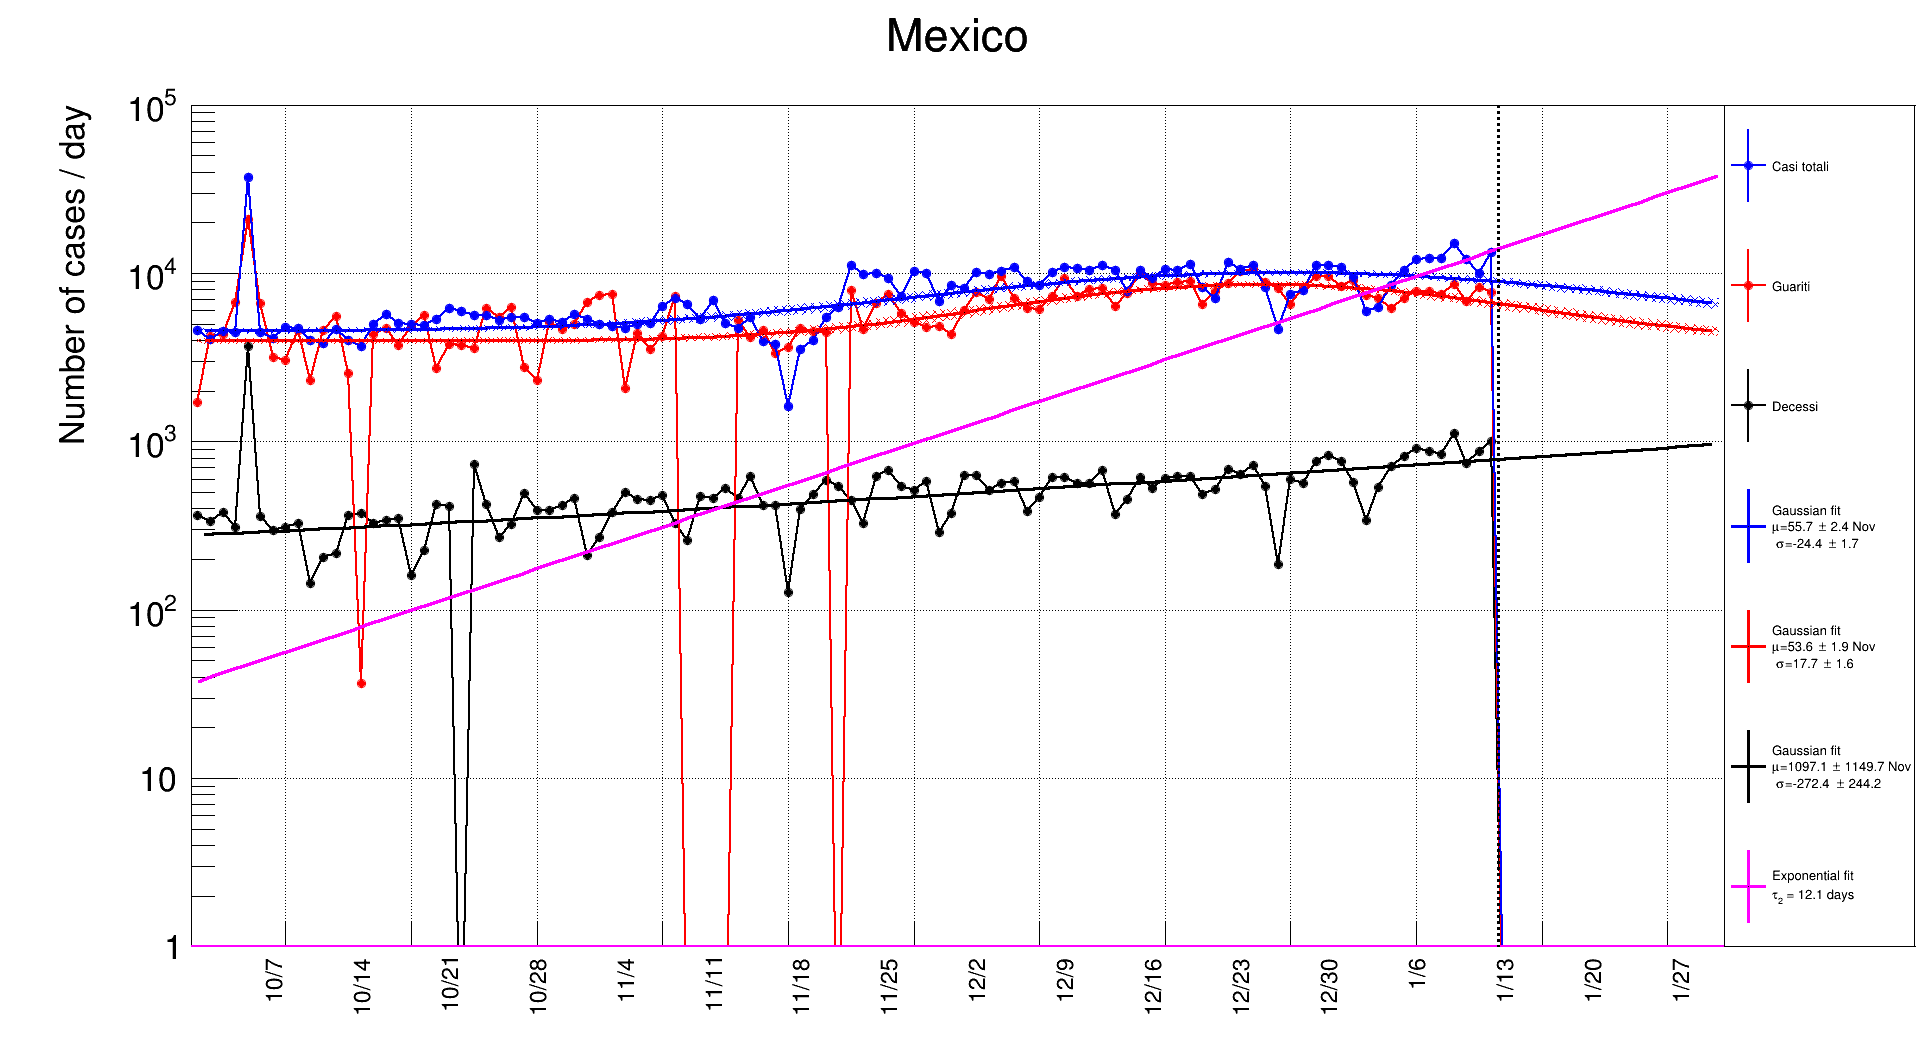 Mexico
Number of cases / day
10^5
10^4
10^3
10^2
10
1
10/7
10/14
10/21
10/28
11/4
11/11
11/18
11/25
12/2
12/9
12/16
12/23
12/30
1/6
1/13
1/20
1/27
Casi totali
Guariti
Decessi
Gaussian fit
μ=55.7 ± 2.4 Nov
σ=-24.4 ± 1.7
Gaussian fit
μ=53.6 ± 1.9 Nov
σ=17.7 ± 1.6
Gaussian fit
μ=1097.1 ± 1149.7 Nov
σ=-272.4 ± 244.2
Exponential fit
τ₂ = 12.1 days